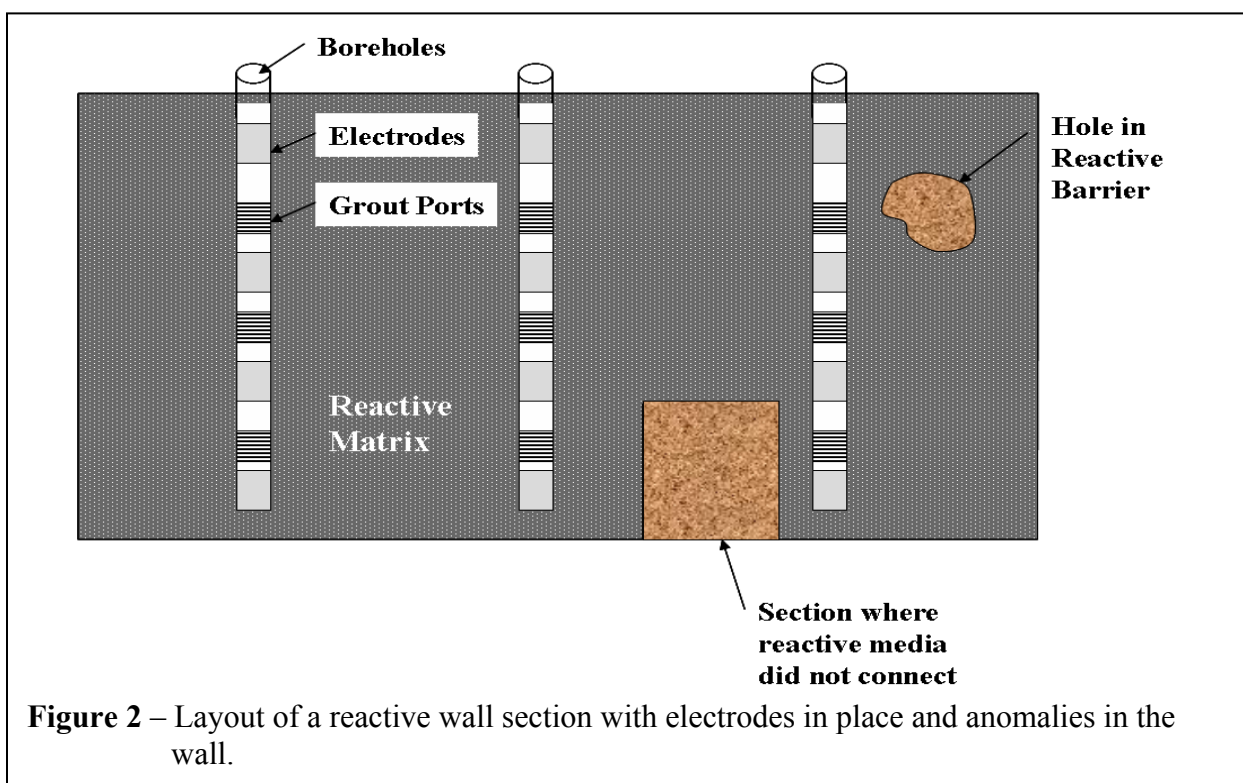 Boreholes
Electrodes
Grout Ports
Hole in
Reactive
Barrier
Reactive
Matrix
Section where
reactive media
did not connect
Figure 2 – Layout of a reactive wall section with electrodes in place and anomalies in the
wall.